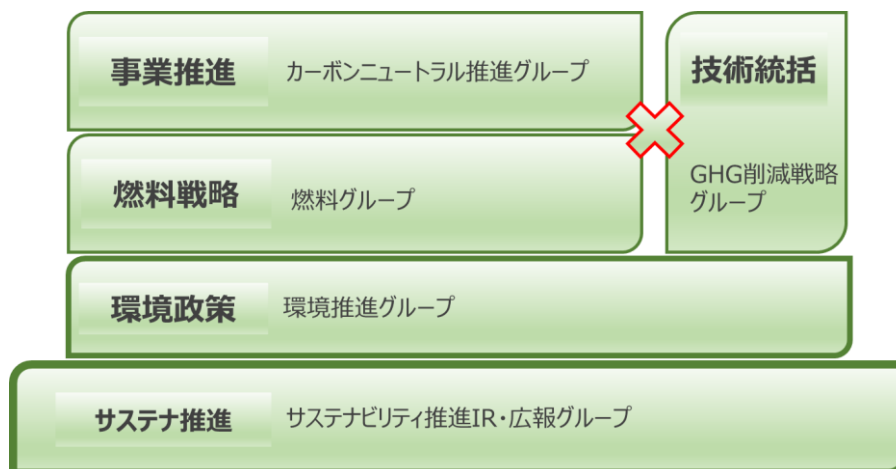 事業推進 カーボンニュートラル推進グループ
技術統括
GHG削減戦略
グループ
燃料戦略 燃料グループ
環境政策 環境推進グループ
サステナ推進 サステナビリティ推進IR・広報グループ